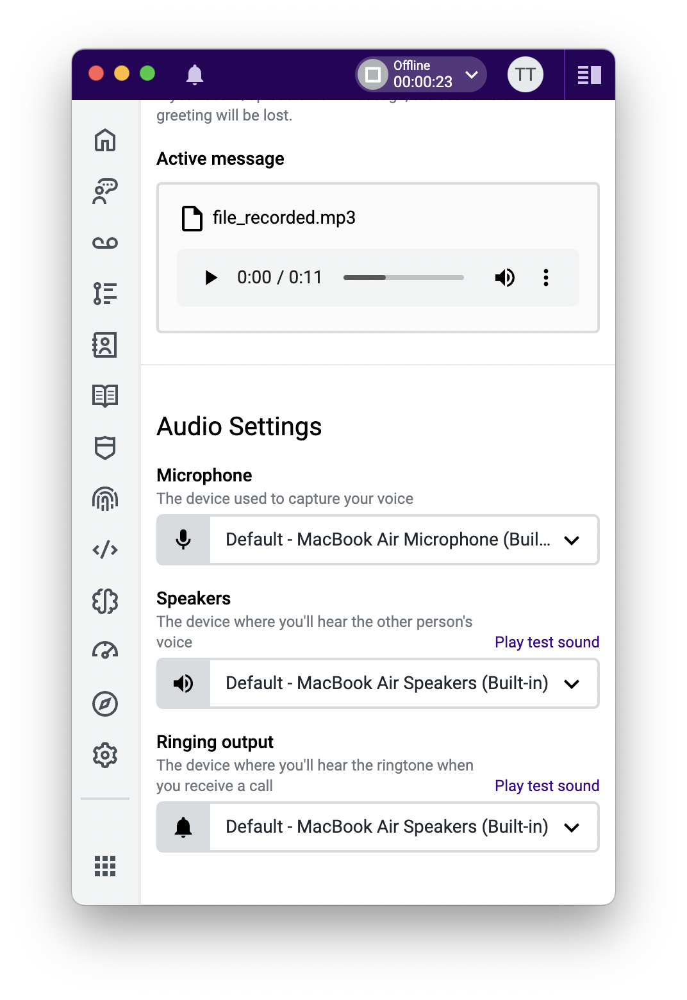 Offline
00:00:23
TT
greeting will be lost.
Active message
file_recorded.mp3
0:00 / 0:11
Audio Settings
Microphone
The device used to capture your voice
Default - MacBook Air Microphone (Buil...
Speakers
The device where you'll hear the other person's
voice
Play test sound
Default - MacBook Air Speakers (Built-in)
Ringing output
The device where you'll hear the ringtone when
you receive a call
Play test sound
Default - MacBook Air Speakers (Built-in)